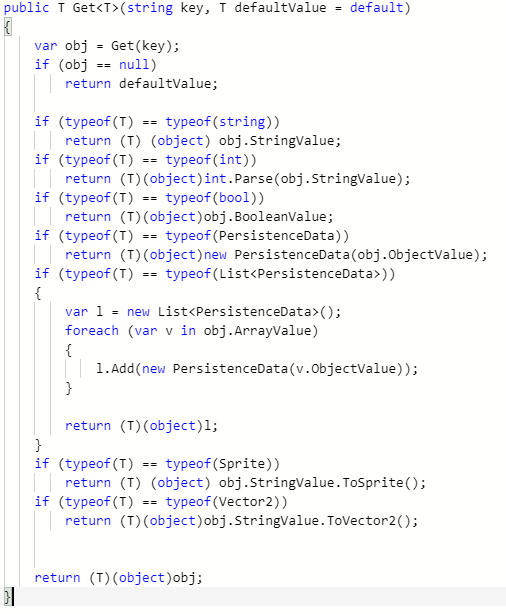 public T Get<T>(string key, T defaultValue = default)
{
var obj = Get(key);
if (obj == null)
return defaultValue;
if (typeof(T) == typeof(string))
return (T) (object) obj.StringValue;
if (typeof(T) == typeof(int))
return (T)(object)int.Parse(obj.StringValue);
if (typeof(T) == typeof(bool))
return (T)(object)obj.BooleanValue;
if (typeof(T) == typeof(PersistenceData))
return (T)(object)new PersistenceData(obj.ObjectValue);
if (typeof(T) == typeof(List<PersistenceData>))
{
var l = new List<PersistenceData>();
foreach (var v in obj.ArrayValue)
{
l.Add(new PersistenceData(v.ObjectValue));
}
return (T)(object)l;
}
if (typeof(T) == typeof(Sprite))
return (T) (object) obj.StringValue.ToSprite();
if (typeof(T) == typeof(Vector2))
return (T)(object)obj.StringValue.ToVector2();
return (T)(object)obj;
}